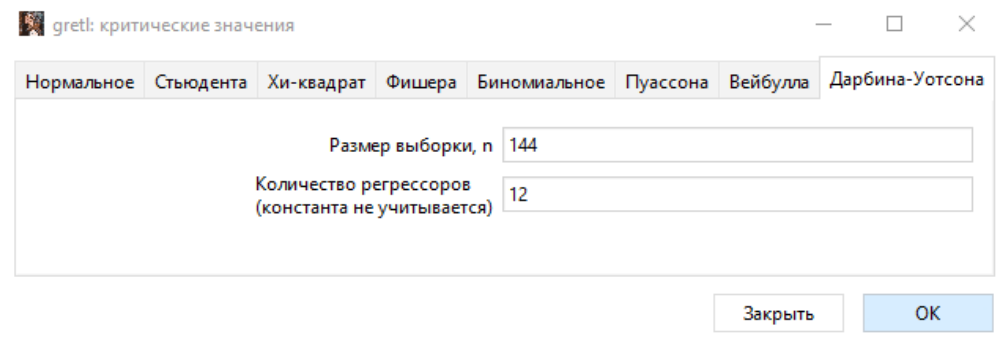 gretl: критические значения
Нормальное Стьюдента Хи-квадрат Фишера Биномиальное Пуассона Вейбулла Дарбина-Уотсона
Размер выборки, n 144
Количество регрессоров
(константа не учитывается) 12
Закрыть OK